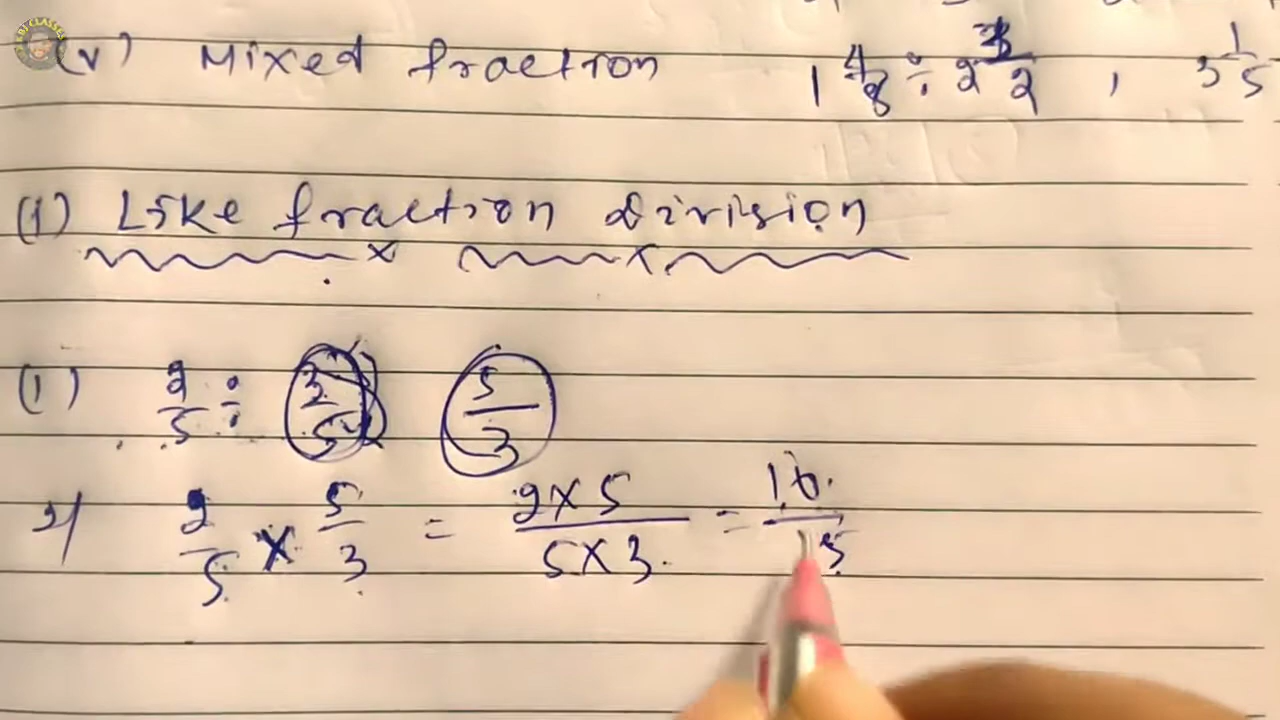 (v) Mixed fraction 1 4/8 ÷ 2 3/2 , 3 1/5
(1) Like fraction division
(1) 2/5 ÷ 3/5 5/3
2/5 × 5/3 = 2×5/5×3 = 10/15